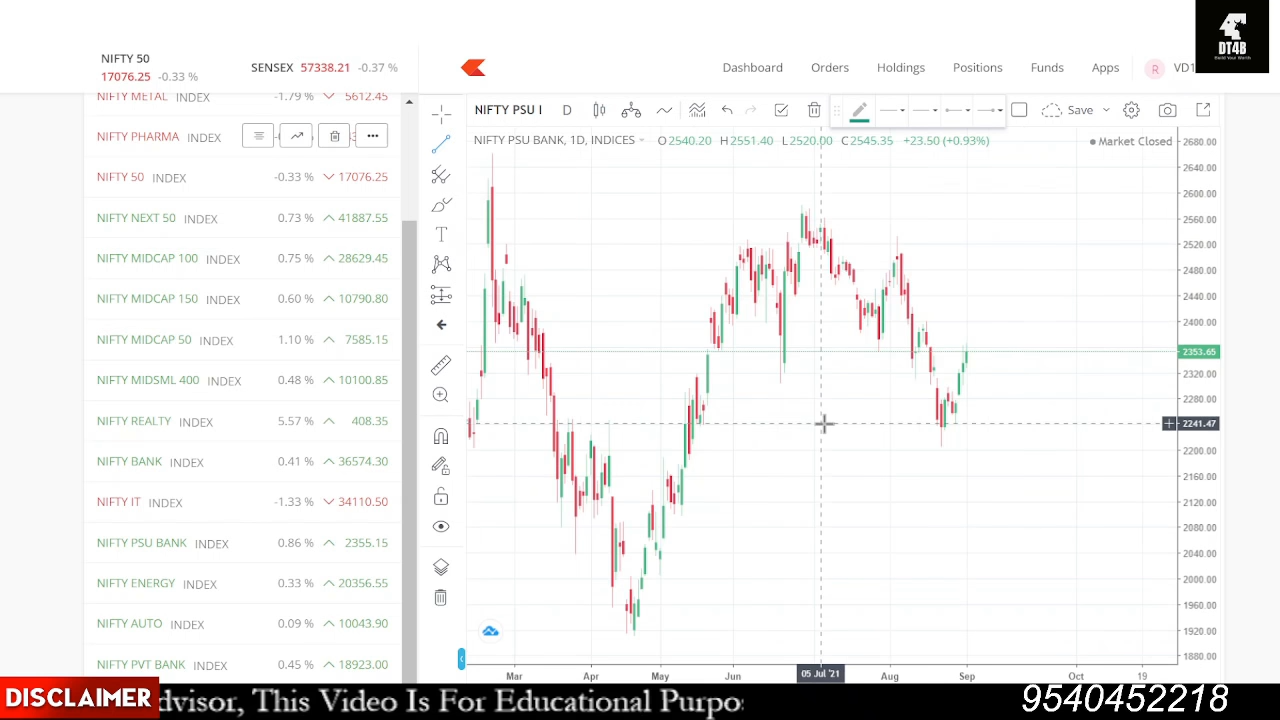 DT4B
Build Your Worth
NIFTY 50
17076.25 -0.33 %
SENSEX 57338.21 -0.37 %
Dashboard Orders Holdings Positions Funds Apps R VD1
NIFTY METAL INDEX -1.79 % 5612.45
NIFTY PHARMA INDEX
NIFTY 50 INDEX -0.33 % 17076.25
NIFTY NEXT 50 INDEX 0.73 % 41887.55
NIFTY MIDCAP 100 INDEX 0.75 % 28629.45
NIFTY MIDCAP 150 INDEX 0.60 % 10790.80
NIFTY MIDCAP 50 INDEX 1.10 % 7585.15
NIFTY MIDSML 400 INDEX 0.48 % 10100.85
NIFTY REALTY INDEX 5.57 % 408.35
NIFTY BANK INDEX 0.41 % 36574.30
NIFTY IT INDEX -1.33 % 34110.50
NIFTY PSU BANK INDEX 0.86 % 2355.15
NIFTY ENERGY INDEX 0.33 % 20356.55
NIFTY AUTO INDEX 0.09 % 10043.90
NIFTY PVT BANK INDEX 0.45 % 18923.00
NIFTY PSU I D Save
NIFTY PSU BANK, 1D, INDICES O2540.20 H2551.40 L2520.00 C2545.35 +23.50 (+0.93%)
Market Closed
2680.00
2640.00
2600.00
2560.00
2520.00
2480.00
2440.00
2400.00
2353.65
2320.00
2280.00
2241.47
2200.00
2160.00
2120.00
2080.00
2040.00
2000.00
1960.00
1920.00
1880.00
Mar Apr May Jun 05 Jul '21 Aug Sep Oct 19
DISCLAIMER
dvisor, This Video Is For Educational Purpo
9540452218